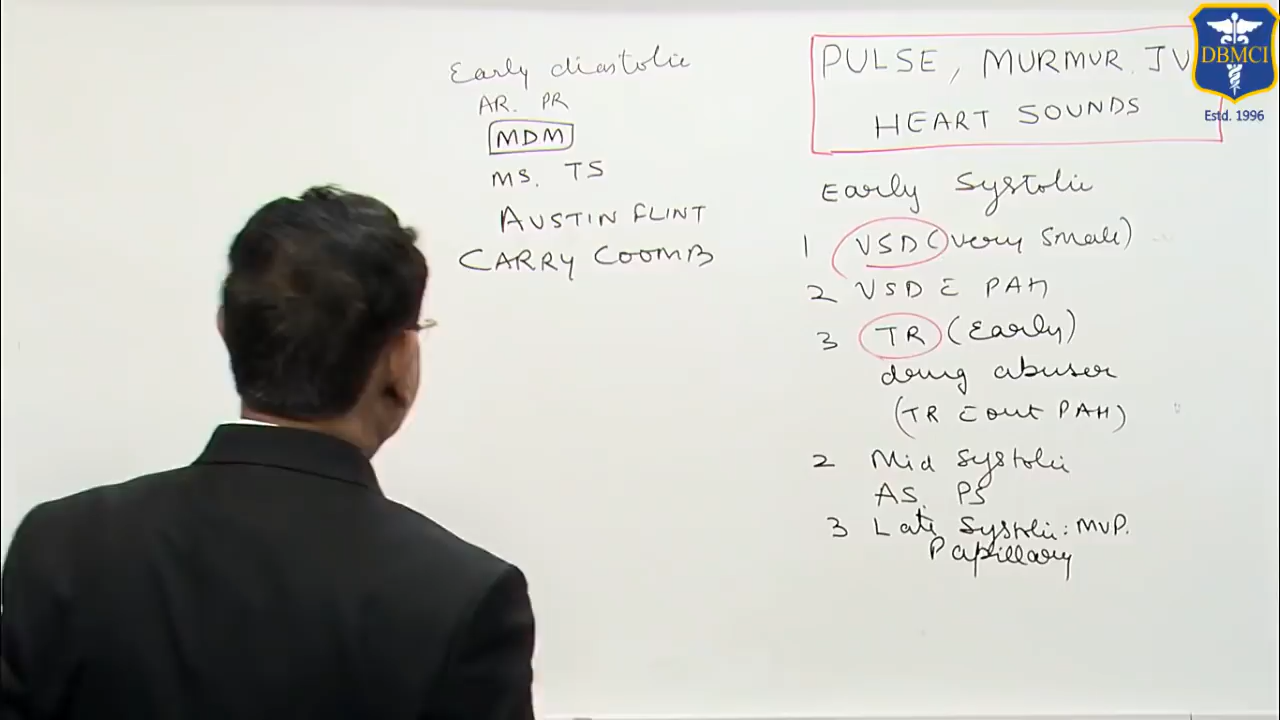 Early diastolic
AR. PR
MDM
MS. TS
AUSTIN FLINT
CARRY COOMB
PULSE, MURMUR. JV
HEART SOUNDS
Early Systolic
1 VSD (very small)
2 VSD C PAH
3 TR (Early)
drug abuser
(TR C out PAH)
2 Mid Systolic
AS. PS
3 Late Systolic: MVP.
Papillary
DBMCI
Estd. 1996